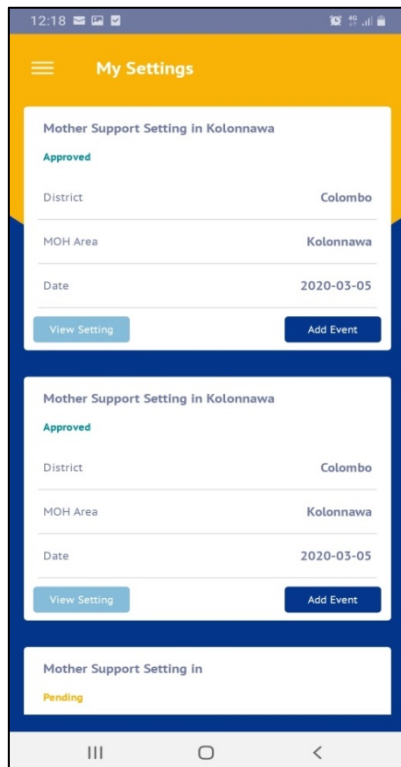 12:18
My Settings
Mother Support Setting in Kolonnawa
Approved
District Colombo
MOH Area Kolonnawa
Date 2020-03-05
View Setting Add Event
Mother Support Setting in Kolonnawa
Approved
District Colombo
MOH Area Kolonnawa
Date 2020-03-05
View Setting Add Event
Mother Support Setting in
Pending